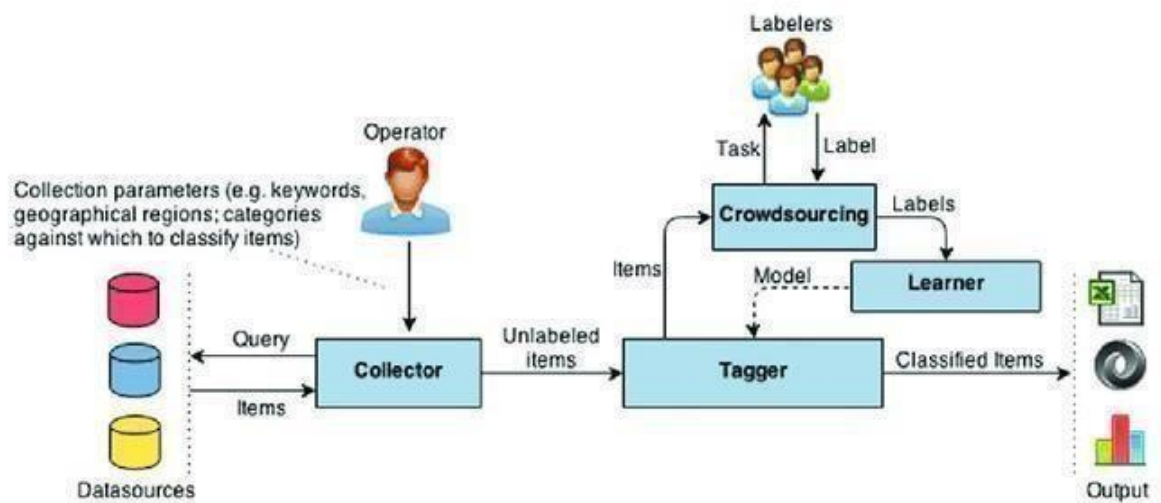 Labelers
Operator
Task
Label
Collection parameters (e.g. keywords,
geographical regions; categories
against which to classify items)
Crowdsourcing
Labels
Items
Model
Learner
Query
Collector
Unlabeled
items
Tagger
Classified Items
Items
Datasources
Output